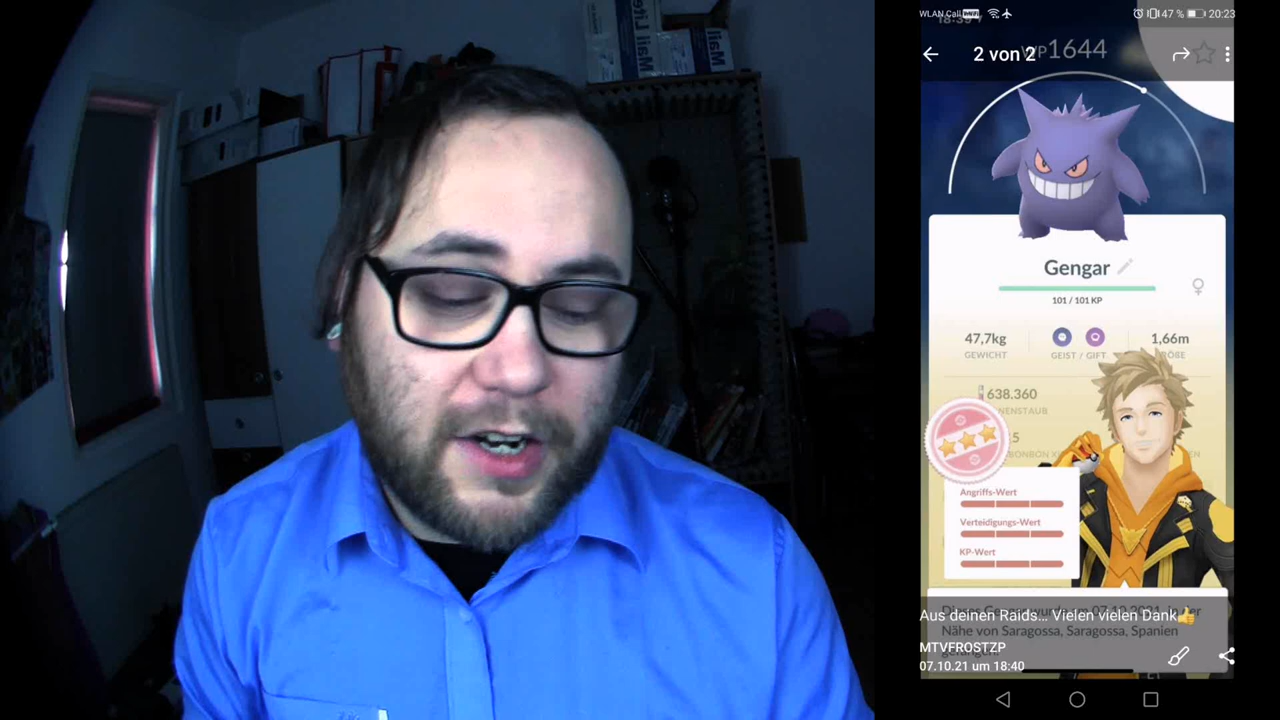 WLAN Call
18:39
47 %
20:23
2 von 2
WP1644
Gengar
101 / 101 KP
47,7kg
GEWICHT
GEIST / GIFT
1,66m
638.360
Angriffs-Wert
Verteidigungs-Wert
KP-Wert
Aus deinen Raids... Vielen vielen Dank👍
Nähe von Saragossa, Saragossa, Spanien
MTVFROSTZP
07.10.21 um 18:40